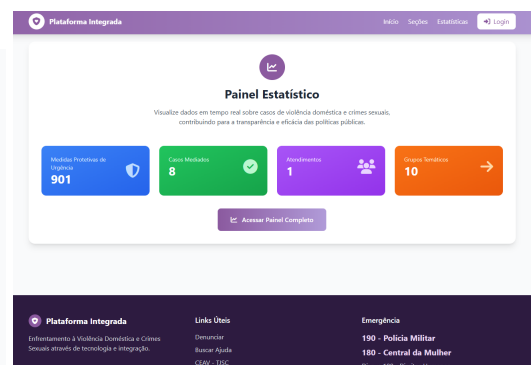 Plataforma Integrada
Início Seções Estatísticas Login
Painel Estatístico
Visualize dados em tempo real sobre casos de violência doméstica e crimes sexuais,
contribuindo para a transparência e eficácia das políticas públicas.
Medidas Protetivas de
Urgência
901
Casos Mediados
8
Atendimentos
1
Grupos Temáticos
10
Acessar Painel Completo
Plataforma Integrada
Enfrentamento à Violência Doméstica e Crimes
Sexuais através de tecnologia e integração.
Links Úteis
Denunciar
Buscar Ajuda
CEAV - TJSC
Emergência
190 - Polícia Militar
180 - Central da Mulher